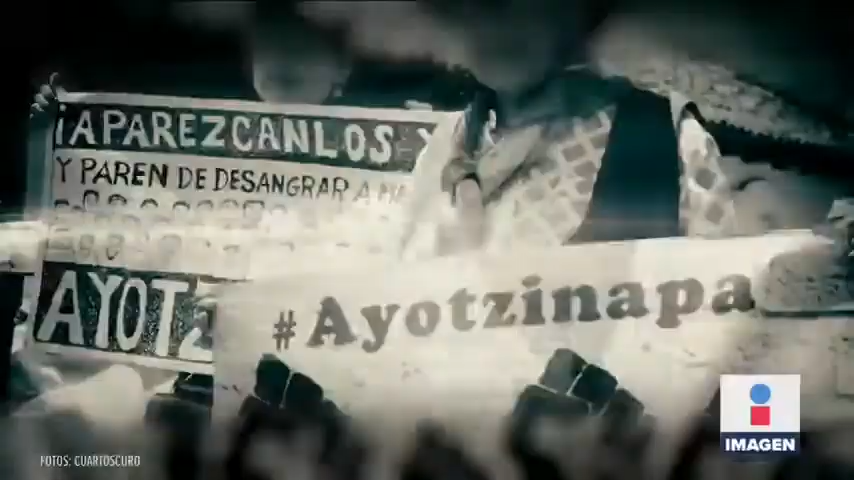 ¡APAREZCANLOS Y
Y PAREN DE DESANGRAR A
AYOTZ
#Ayotzinapa
IMAGEN
FOTOS: CUARTOSCURO